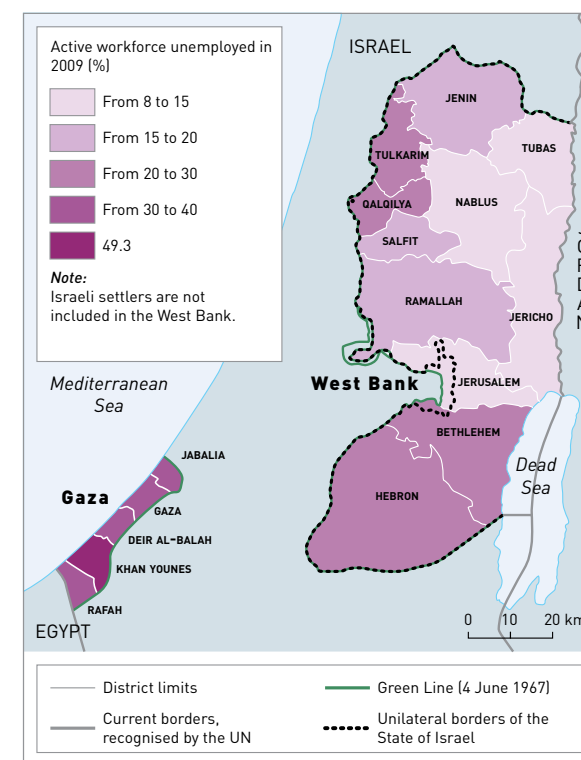 Active workforce unemployed in
2009 (%)
From 8 to 15
From 15 to 20
From 20 to 30
From 30 to 40
49.3
Note:
Israeli settlers are not
included in the West Bank.
ISRAEL
JENIN
TUBAS
TULKARIM
NABLUS
QALQILYA
SALFIT
RAMALLAH
JERICHO
West Bank
JERUSALEM
BETHLEHEM
HEBRON
Dead
Sea
Mediterranean
Sea
JABALIA
Gaza
GAZA
DEIR AL-BALAH
KHAN YOUNES
RAFAH
EGYPT
0 10 20 km
District limits
Current borders,
recognised by the UN
Green Line (4 June 1967)
Unilateral borders of the
State of Israel